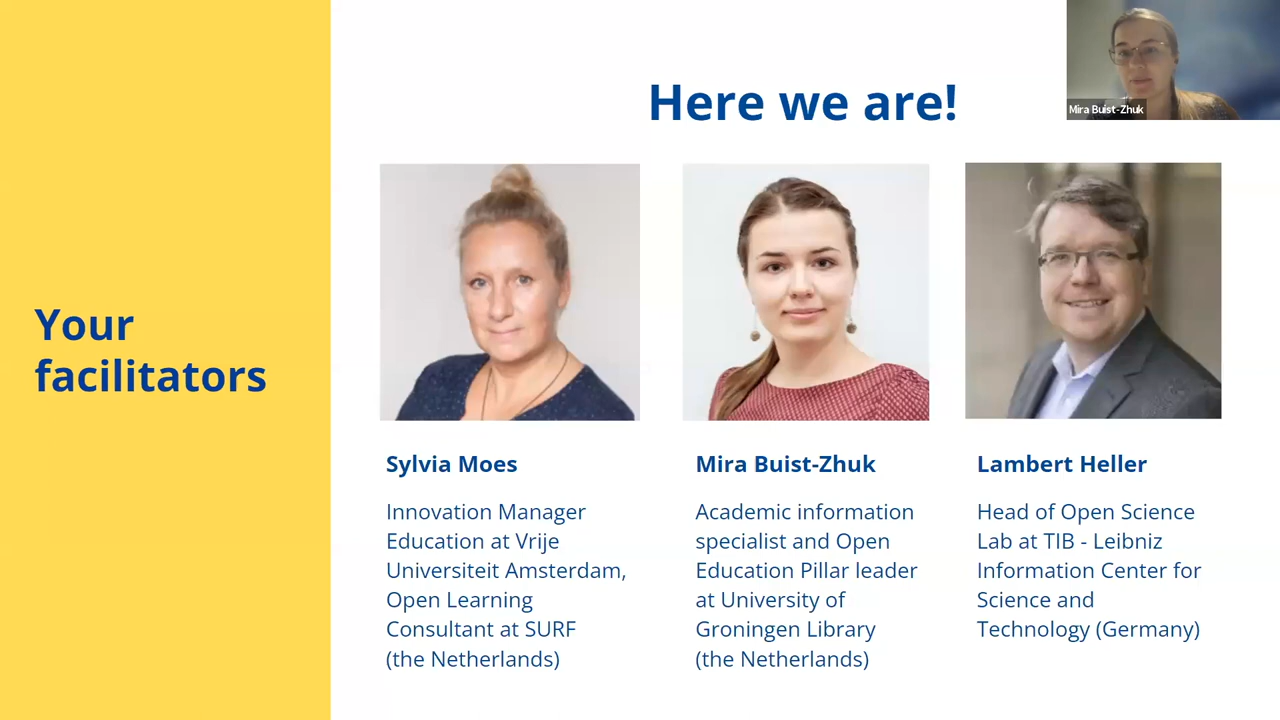 Here we are!
Mira Buist-Zhuk
Your
facilitators
Sylvia Moes
Innovation Manager
Education at Vrije
Universiteit Amsterdam,
Open Learning
Consultant at SURF
(the Netherlands)
Mira Buist-Zhuk
Academic information
specialist and Open
Education Pillar leader
at University of
Groningen Library
(the Netherlands)
Lambert Heller
Head of Open Science
Lab at TIB - Leibniz
Information Center for
Science and
Technology (Germany)